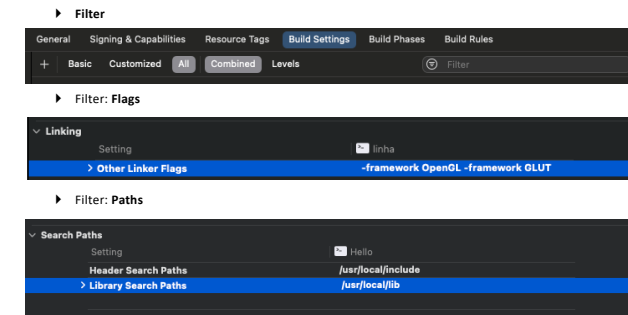 Filter
General Signing & Capabilities Resource Tags Build Settings Build Phases Build Rules
+ Basic Customized All Combined Levels Filter
Filter: Flags
Linking
Setting linha
Other Linker Flags -framework OpenGL -framework GLUT
Filter: Paths
Search Paths
Setting Hello
Header Search Paths /usr/local/include
Library Search Paths /usr/local/lib